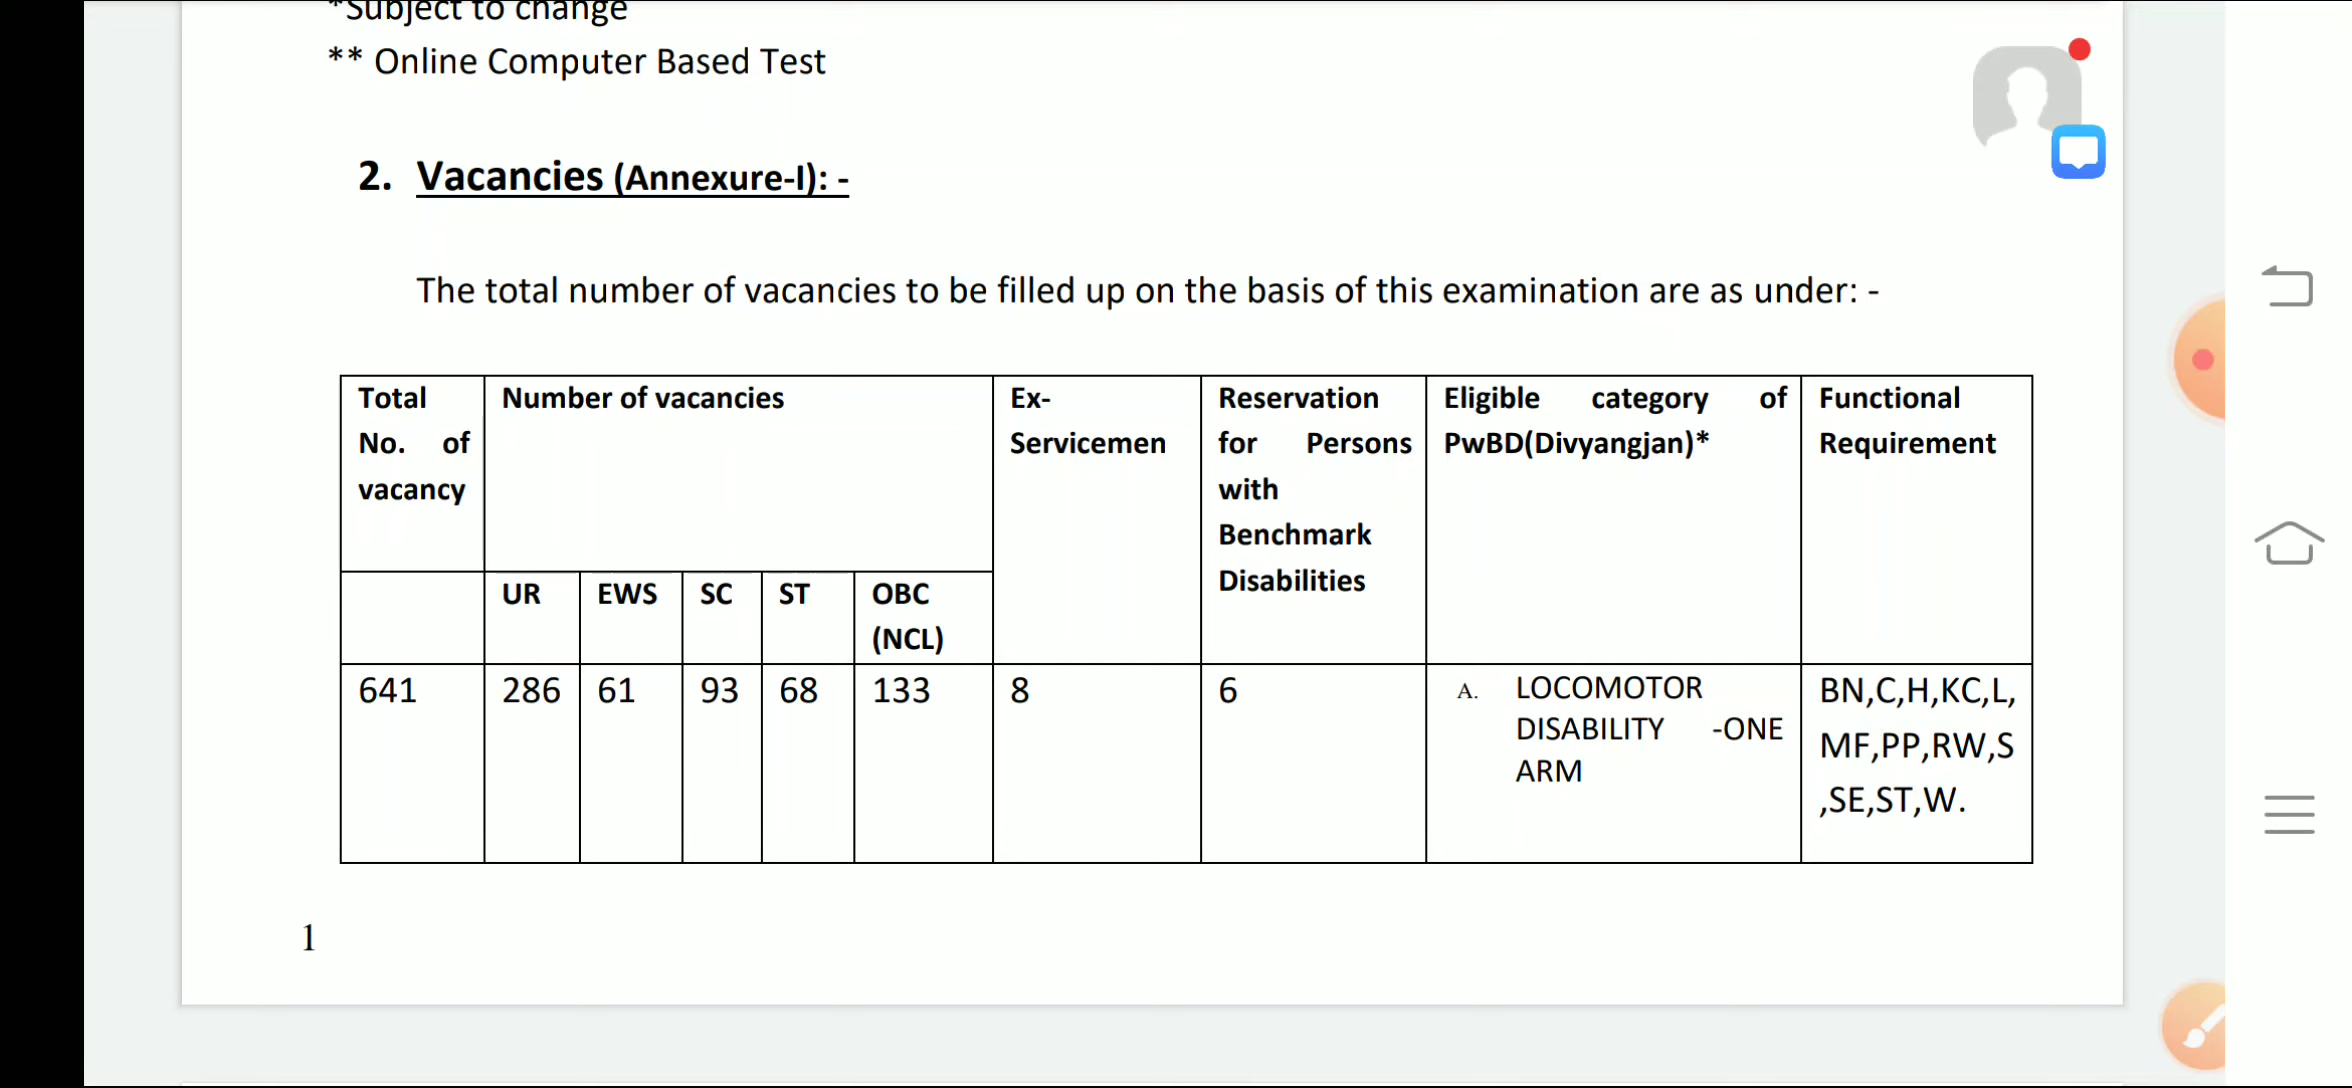 *Subject to change
** Online Computer Based Test
2. Vacancies (Annexure-I): -
The total number of vacancies to be filled up on the basis of this examination are as under: -
Total No. of vacancy
Number of vacancies
Ex-Servicemen
Reservation for Persons with Benchmark Disabilities
Eligible category of PwBD(Divyangjan)*
Functional Requirement
UR EWS SC ST OBC (NCL)
641 286 61 93 68 133 8 6
A. LOCOMOTOR
DISABILITY -ONE
ARM
BN,C,H,KC,L,
MF,PP,RW,S
,SE,ST,W.
1